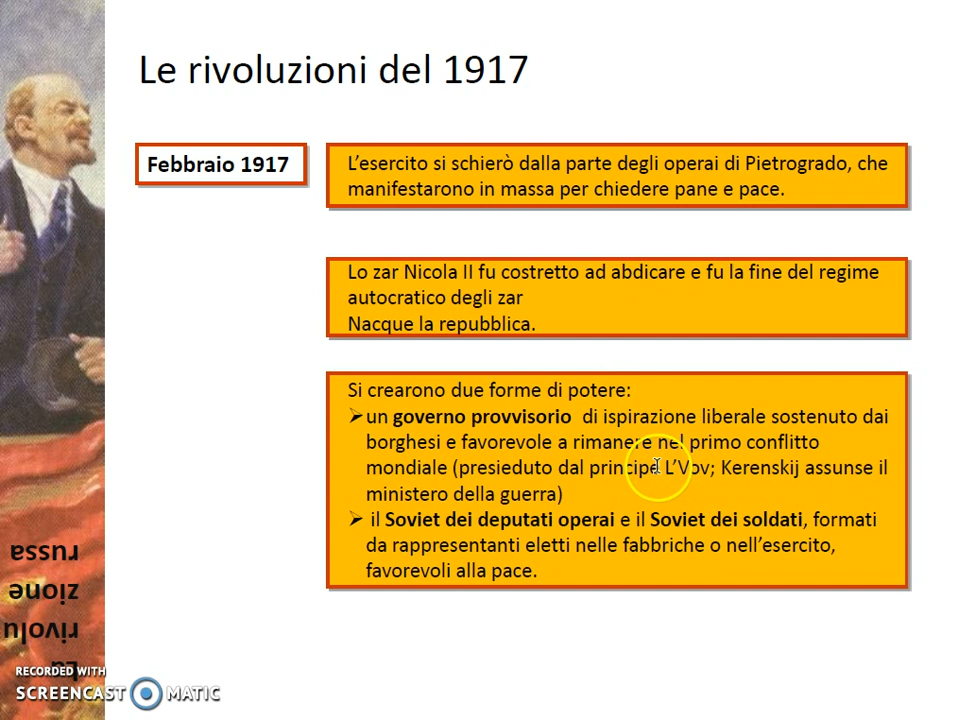 Le rivoluzioni del 1917
Febbraio 1917
L'esercito si schierò dalla parte degli operai di Pietrogrado, che
manifestarono in massa per chiedere pane e pace.
Lo zar Nicola II fu costretto ad abdicare e fu la fine del regime
autocratico degli zar
Nacque la repubblica.
Si crearono due forme di potere:
➢un governo provvisorio di ispirazione liberale sostenuto dai
borghesi e favorevole a rimanere nel primo conflitto
mondiale (presieduto dal principe L'Vov; Kerenskij assunse il
ministero della guerra)
➢ il Soviet dei deputati operai e il Soviet dei soldati, formati
da rappresentanti eletti nelle fabbriche o nell'esercito,
favorevoli alla pace.
La
rivolu
zione
russa
RECORDED WITH
SCREENCAST MATIC